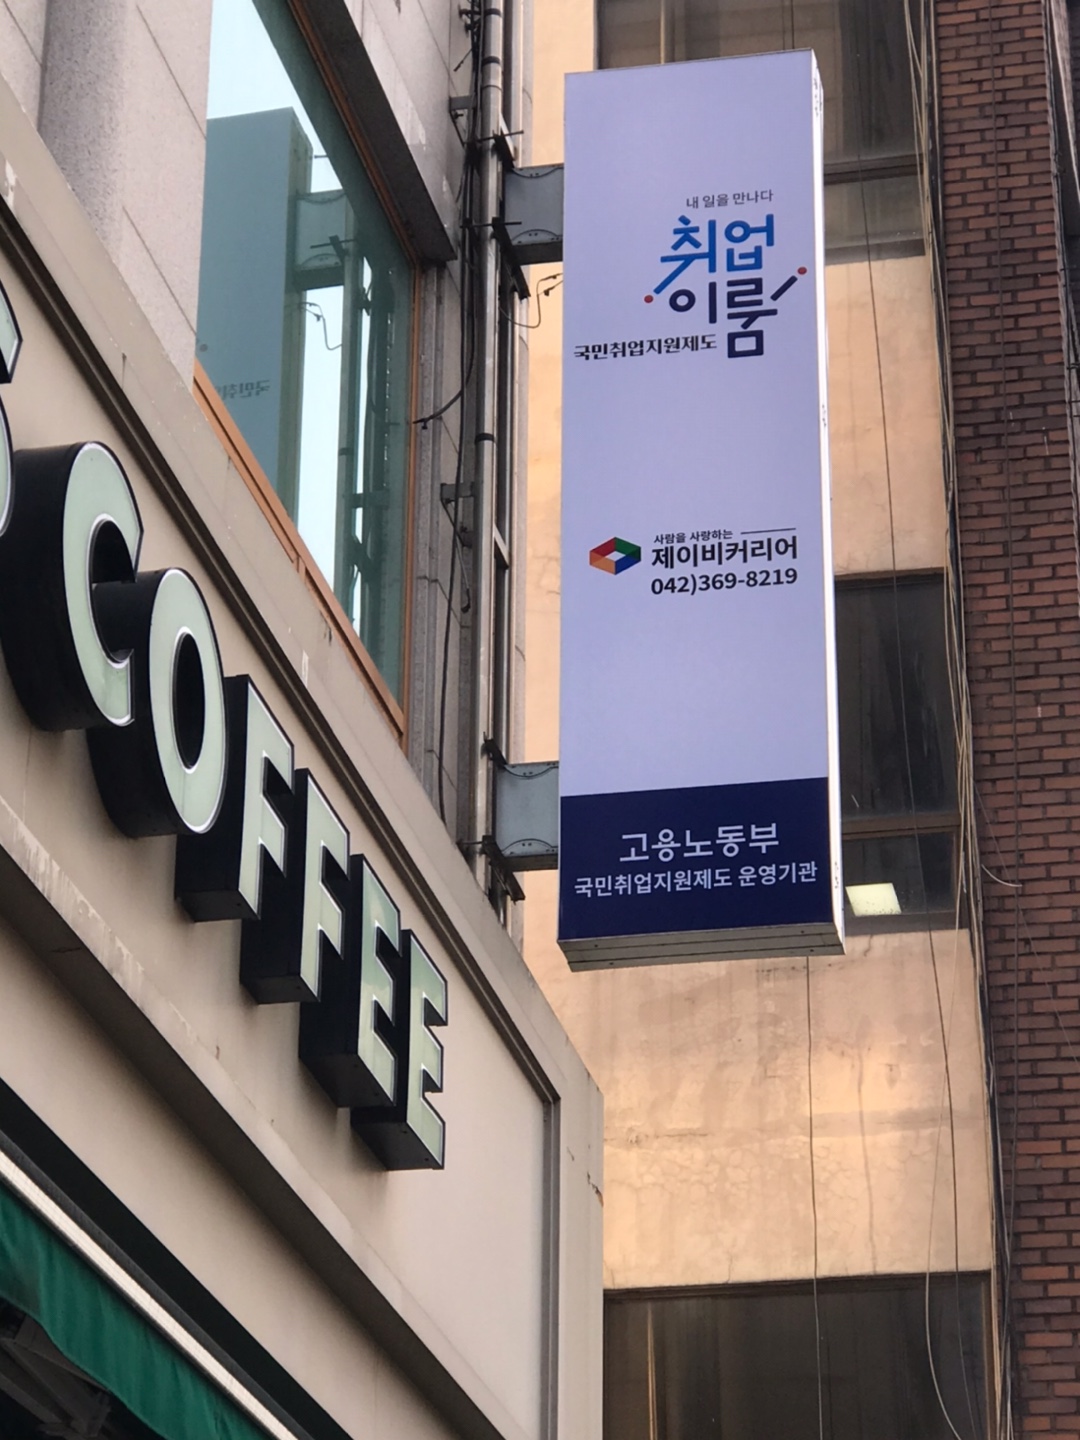 내 일을 만나다
취업
이룸
국민취업지원제도
사람을 사랑하는
제이비커리어
042)369-8219
고용노동부
국민취업지원제도 운영기관
COFFEE